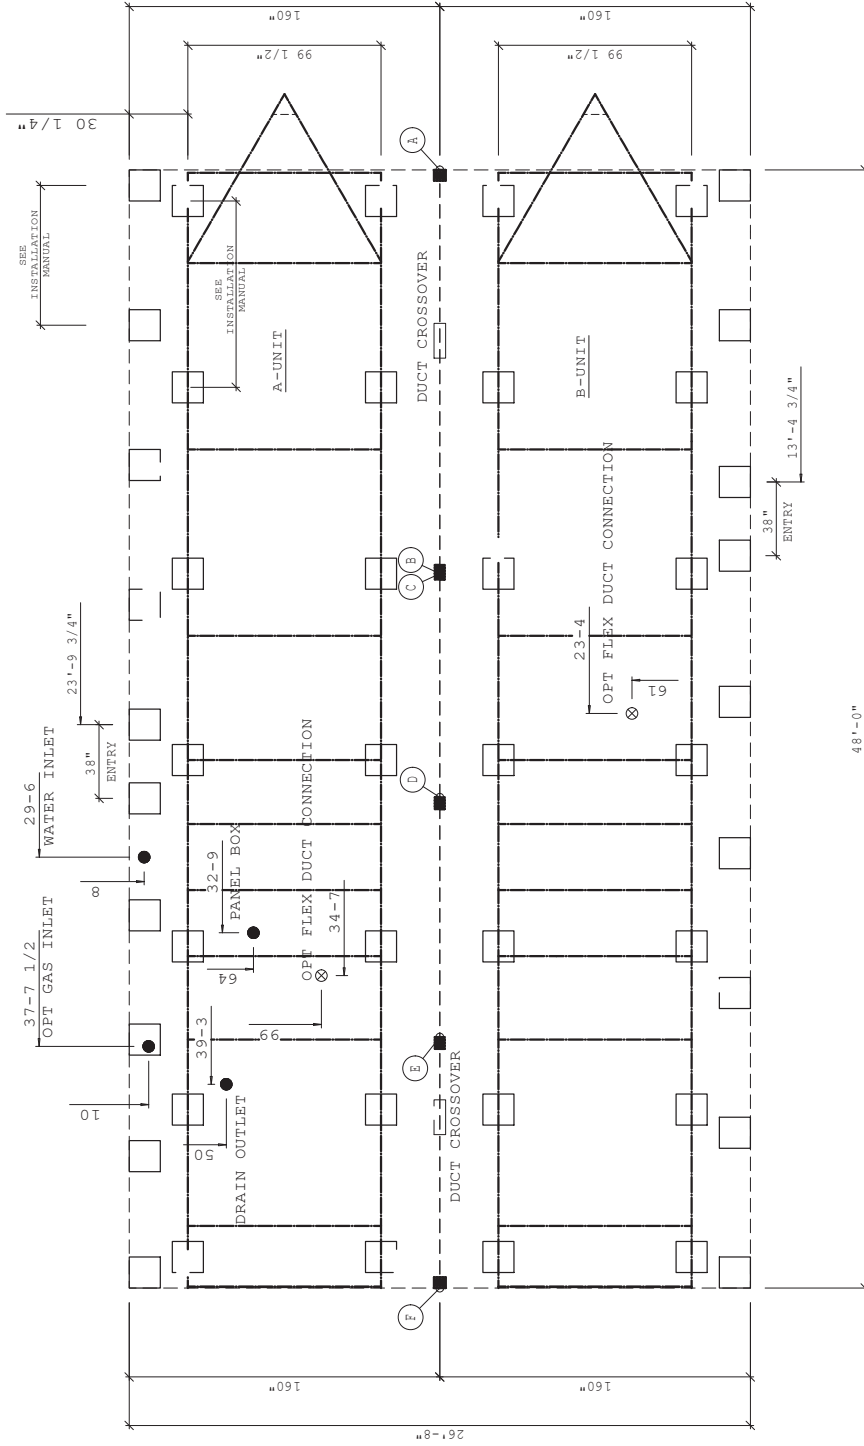 160"
160"
99 1/2"
99 1/2"
30 1/4"
A
SEE
INSTALLATION
MANUAL
SEE
INSTALLATION
MANUAL
DUCT CROSSOVER
A-UNIT
B-UNIT
13'-4 3/4"
38"
ENTRY
OPT FLEX DUCT CONNECTION
23-4
61
B
C
23'-9 3/4"
38"
ENTRY
48'-0"
29-6
WATER INLET
8
D
OPT FLEX DUCT CONNECTION
32-9
PANEL BOX
34-7
64
99
37-7 1/2
OPT GAS INLET
10
39-3
DRAIN OUTLET
50
E
DUCT CROSSOVER
F
160"
160"
26'-8"